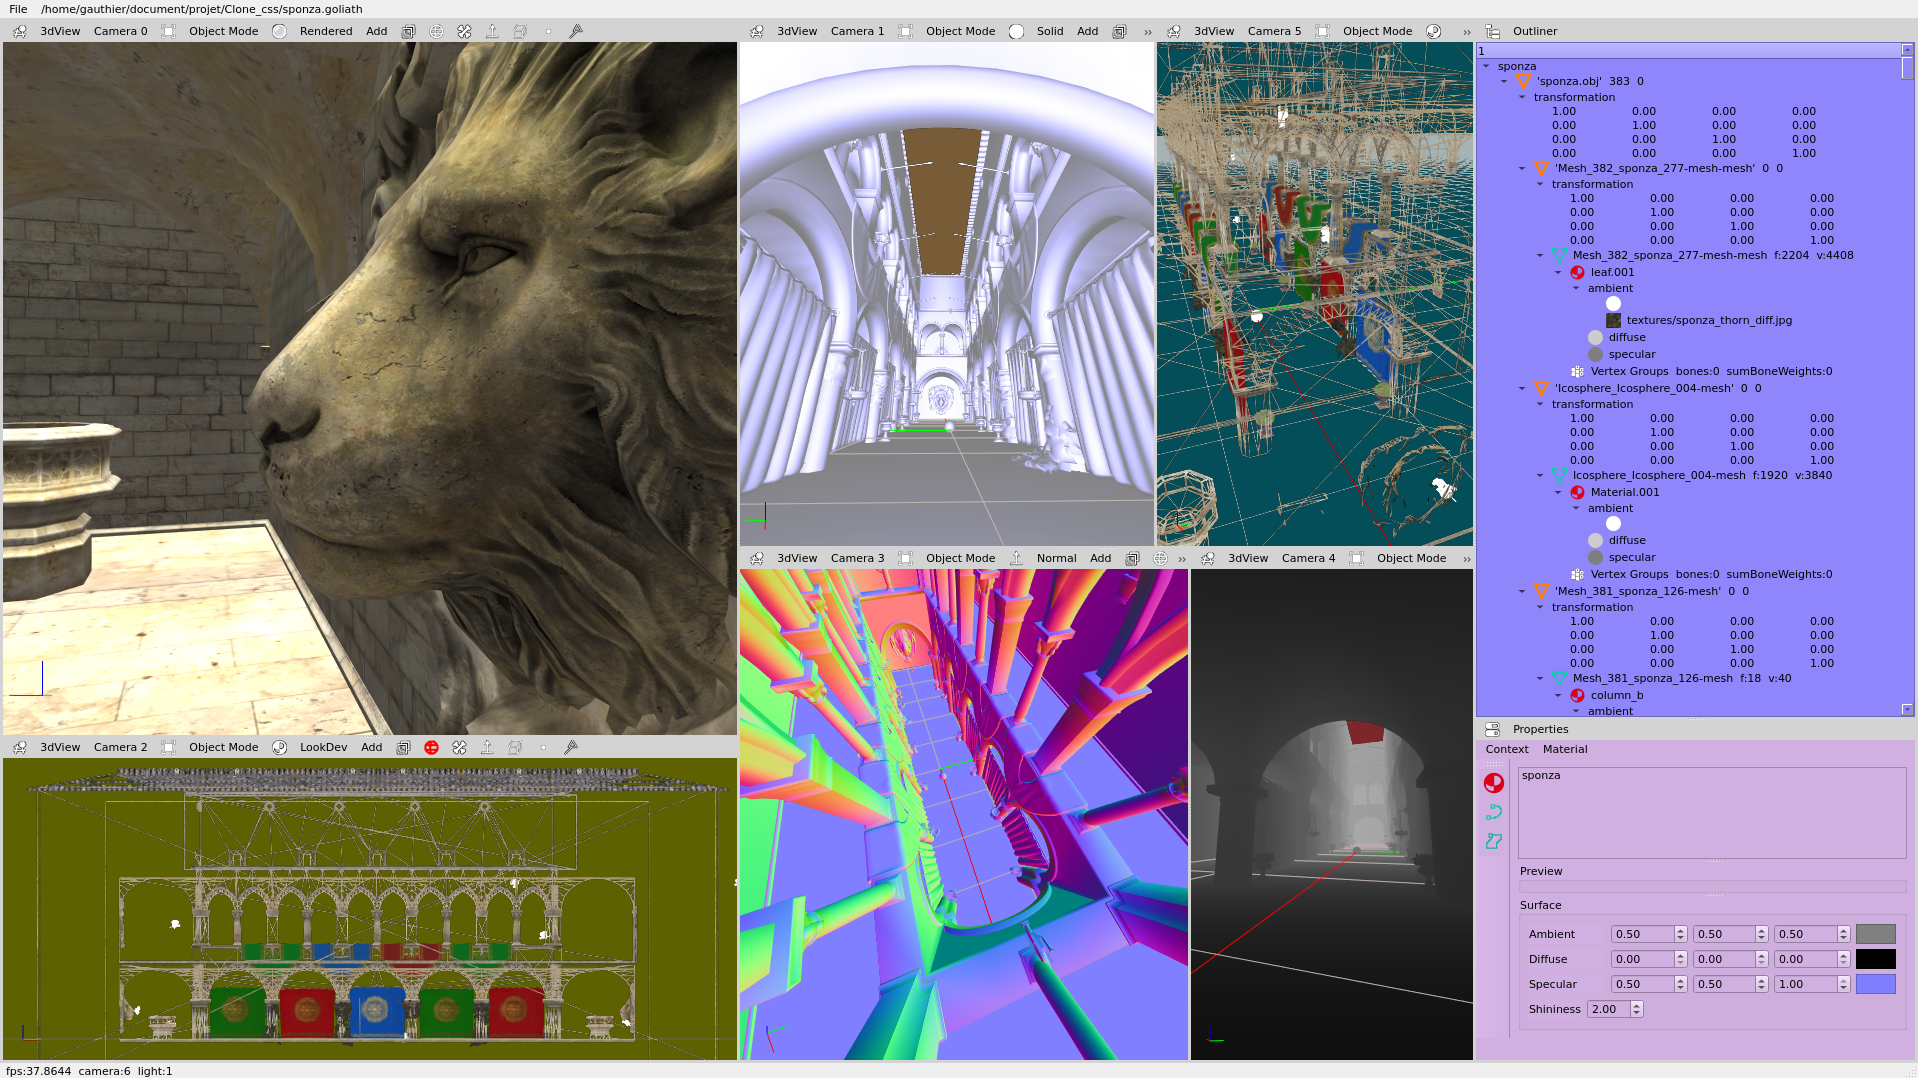 File /home/gauthier/document/projet/Clone_css/sponza.goliath
3dView Camera 0 Object Mode Rendered Add
3dView Camera 1 Object Mode Solid Add »
3dView Camera 5 Object Mode »
Outliner
1
sponza
'sponza.obj' 383 0
transformation
1.00 0.00 0.00 0.00
0.00 1.00 0.00 0.00
0.00 0.00 1.00 0.00
0.00 0.00 0.00 1.00
'Mesh_382_sponza_277-mesh-mesh' 0 0
transformation
1.00 0.00 0.00 0.00
0.00 1.00 0.00 0.00
0.00 0.00 1.00 0.00
0.00 0.00 0.00 1.00
Mesh_382_sponza_277-mesh-mesh f:2204 v:4408
leaf.001
ambient
textures/sponza_thorn_diff.jpg
diffuse
specular
Vertex Groups bones:0 sumBoneWeights:0
'Icosphere_Icosphere_004-mesh' 0 0
transformation
1.00 0.00 0.00 0.00
0.00 1.00 0.00 0.00
0.00 0.00 1.00 0.00
0.00 0.00 0.00 1.00
Icosphere_Icosphere_004-mesh f:1920 v:3840
Material.001
ambient
diffuse
specular
Vertex Groups bones:0 sumBoneWeights:0
'Mesh_381_sponza_126-mesh' 0 0
transformation
1.00 0.00 0.00 0.00
0.00 1.00 0.00 0.00
0.00 0.00 1.00 0.00
0.00 0.00 0.00 1.00
Mesh_381_sponza_126-mesh f:18 v:40
column_b
ambient
3dView Camera 3 Object Mode Normal Add »
3dView Camera 4 Object Mode »
3dView Camera 2 Object Mode LookDev Add
Properties
Context Material
sponza
Preview
Surface
Ambient 0.50 0.50 0.50
Diffuse 0.00 0.00 0.00
Specular 0.50 0.50 1.00
Shininess 2.00
fps:37.8644 camera:6 light:1